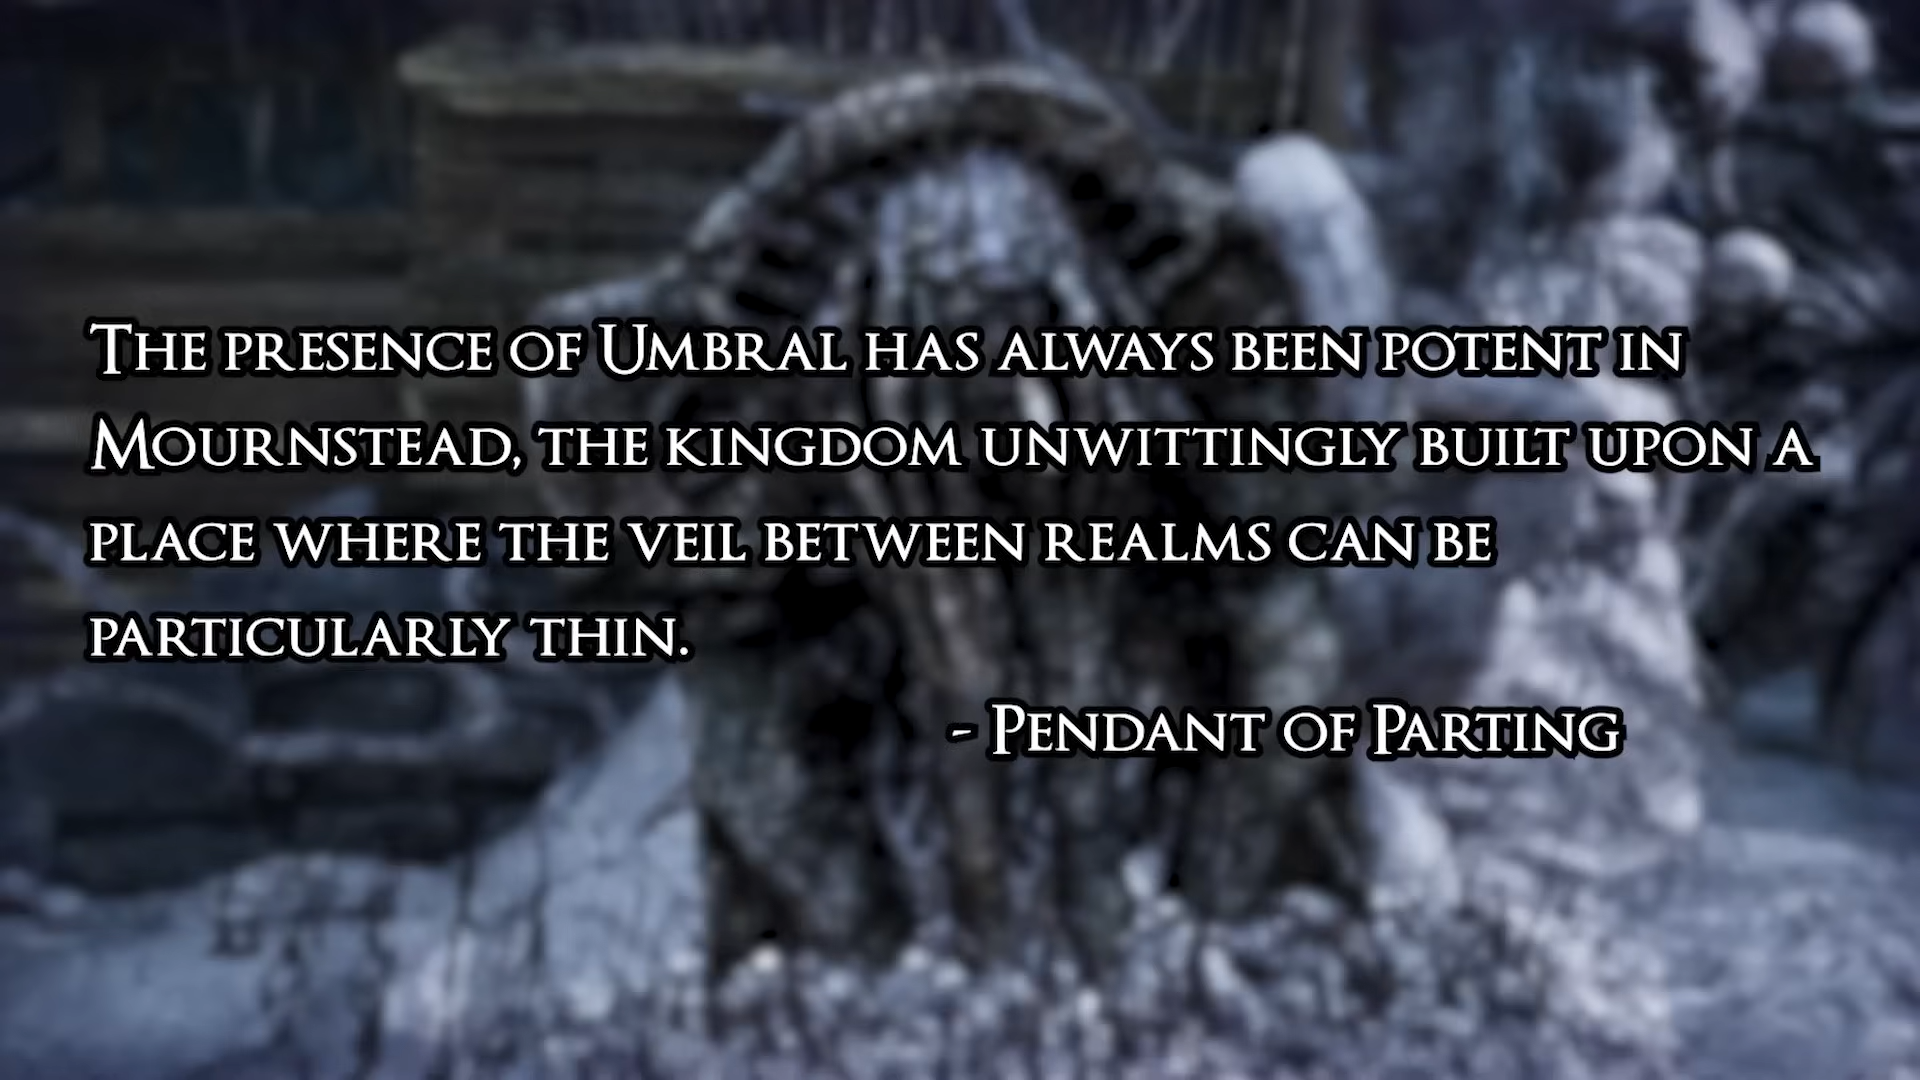 The presence of Umbral has always been potent in
Mournstead, the kingdom unwittingly built upon a
place where the veil between realms can be
particularly thin.
- Pendant of Parting